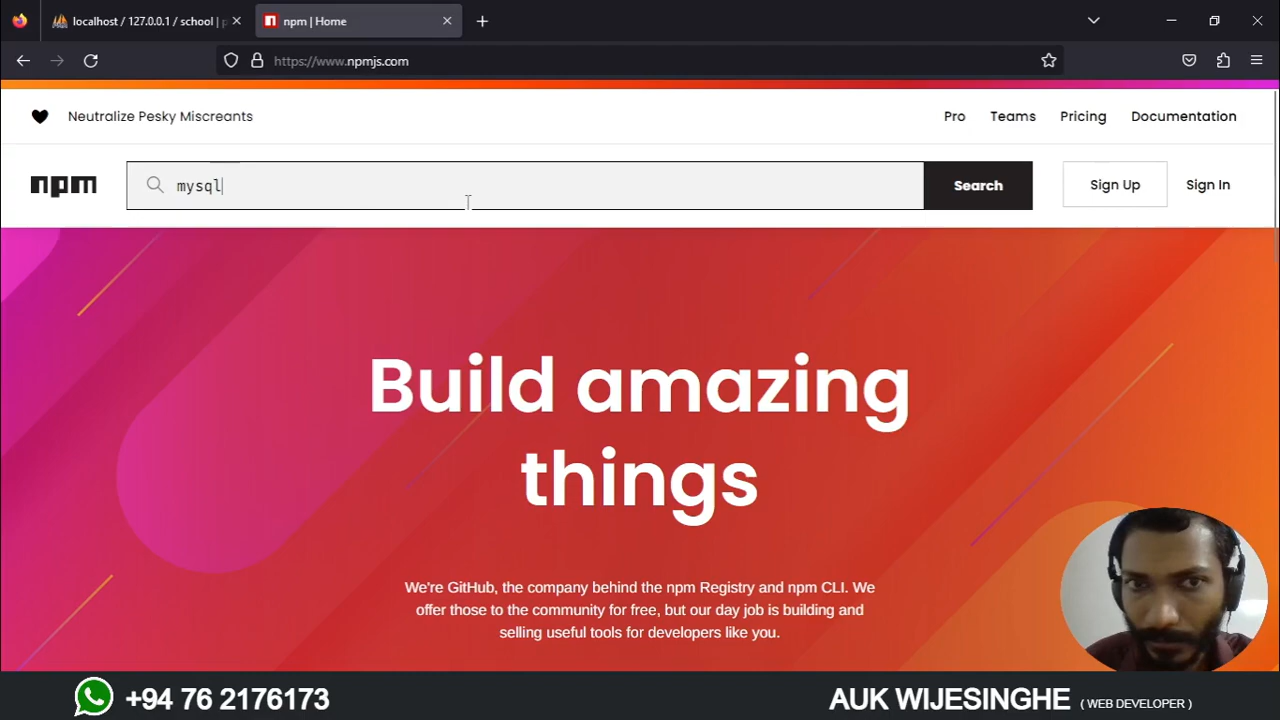 localhost / 127.0.0.1 / school | p
npm | Home
https://www.npmjs.com
Neutralize Pesky Miscreants
Pro
Teams
Pricing
Documentation
npm
mysql
Search
Sign Up
Sign In
Build amazing
things
We're GitHub, the company behind the npm Registry and npm CLI. We
offer those to the community for free, but our day job is building and
selling useful tools for developers like you.
+94 76 2176173
AUK WIJESINGHE ( WEB DEVELOPER )